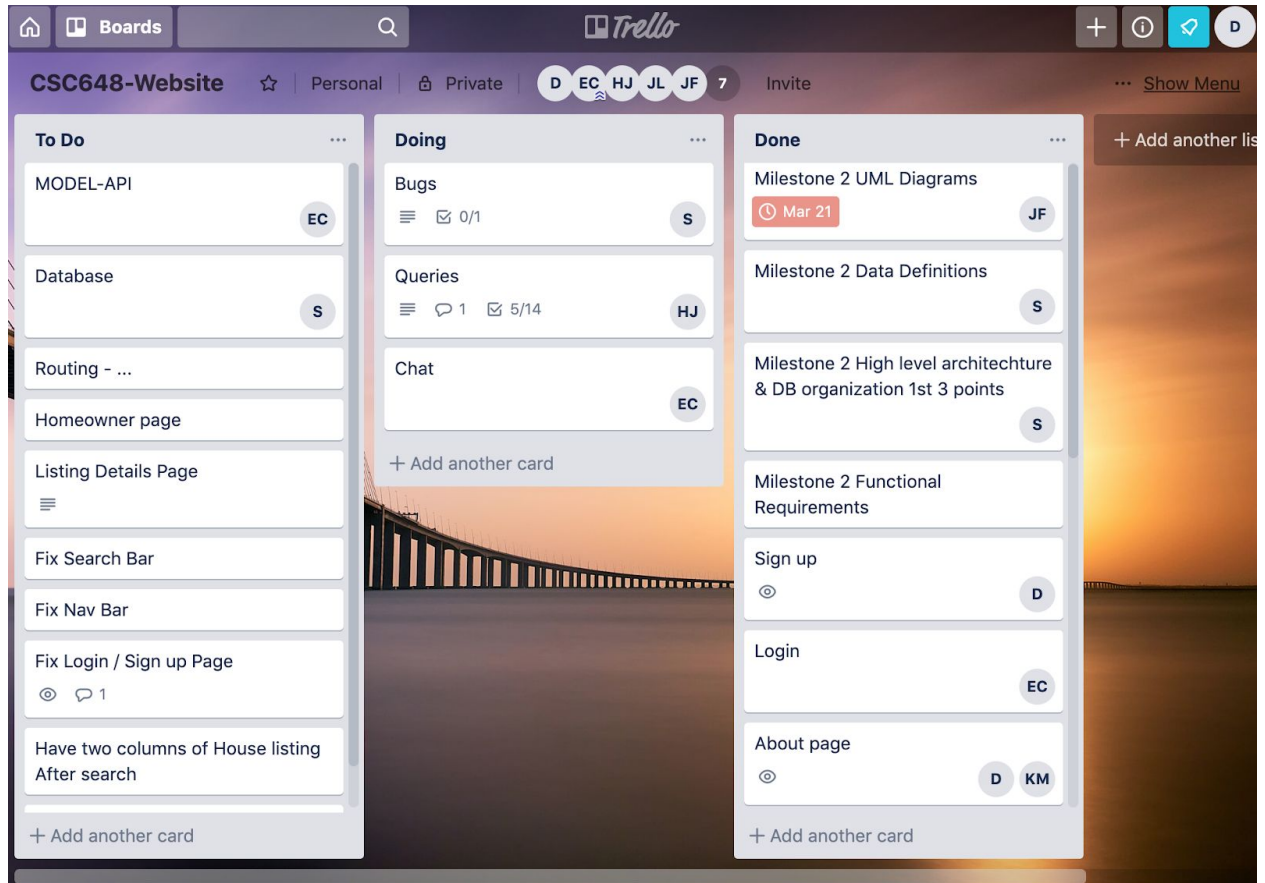 Boards
Trello
D
CSC648-Website
Personal
Private
D EC HJ JL JF 7
Invite
... Show Menu
To Do
MODEL-API
EC
Database
S
Routing - ...
Homeowner page
Listing Details Page
Fix Search Bar
Fix Nav Bar
Fix Login / Sign up Page
1
Have two columns of House listing
After search
+ Add another card
Doing
Bugs
0/1
S
Queries
1 5/14
HJ
Chat
EC
+ Add another card
Done
Milestone 2 UML Diagrams
Mar 21
JF
Milestone 2 Data Definitions
S
Milestone 2 High level architechture
& DB organization 1st 3 points
S
Milestone 2 Functional
Requirements
Sign up
D
Login
EC
About page
D KM
+ Add another card
+ Add another lis